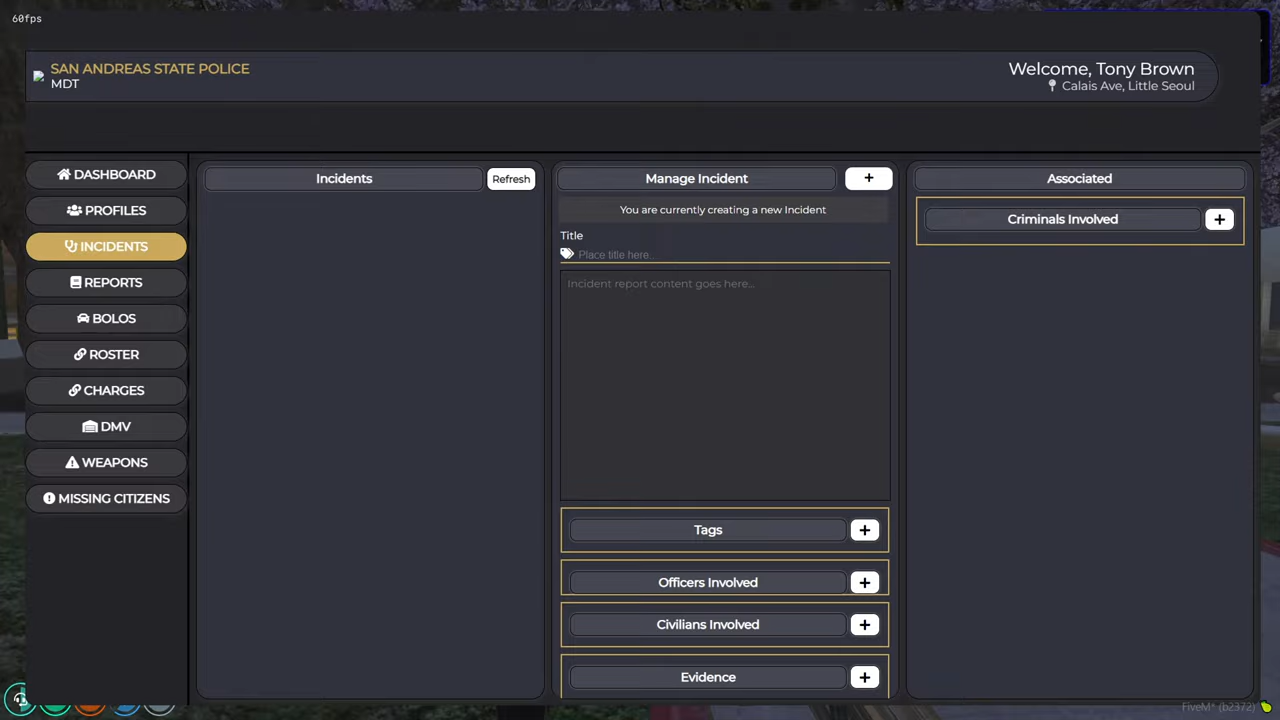 60fps
SAN ANDREAS STATE POLICE
MDT
Welcome, Tony Brown
Calais Ave, Little Seoul
DASHBOARD
PROFILES
INCIDENTS
REPORTS
BOLOS
ROSTER
CHARGES
DMV
WEAPONS
MISSING CITIZENS
Incidents
Refresh
Manage Incident
+
You are currently creating a new Incident
Title
Place title here..
Incident report content goes here...
Tags
+
Officers Involved
+
Civilians Involved
+
Evidence
+
Associated
Criminals Involved
+
FiveM* (b2372)